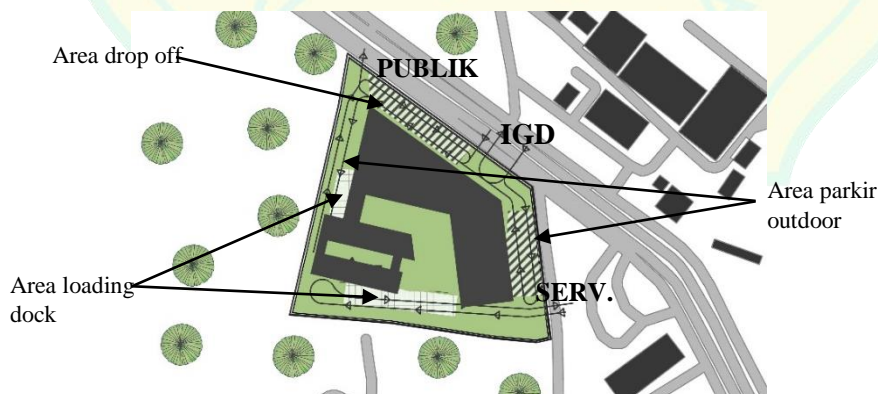 Area drop off
PUBLIK
IGD
Area parkir
outdoor
Area loading
dock
SERV.